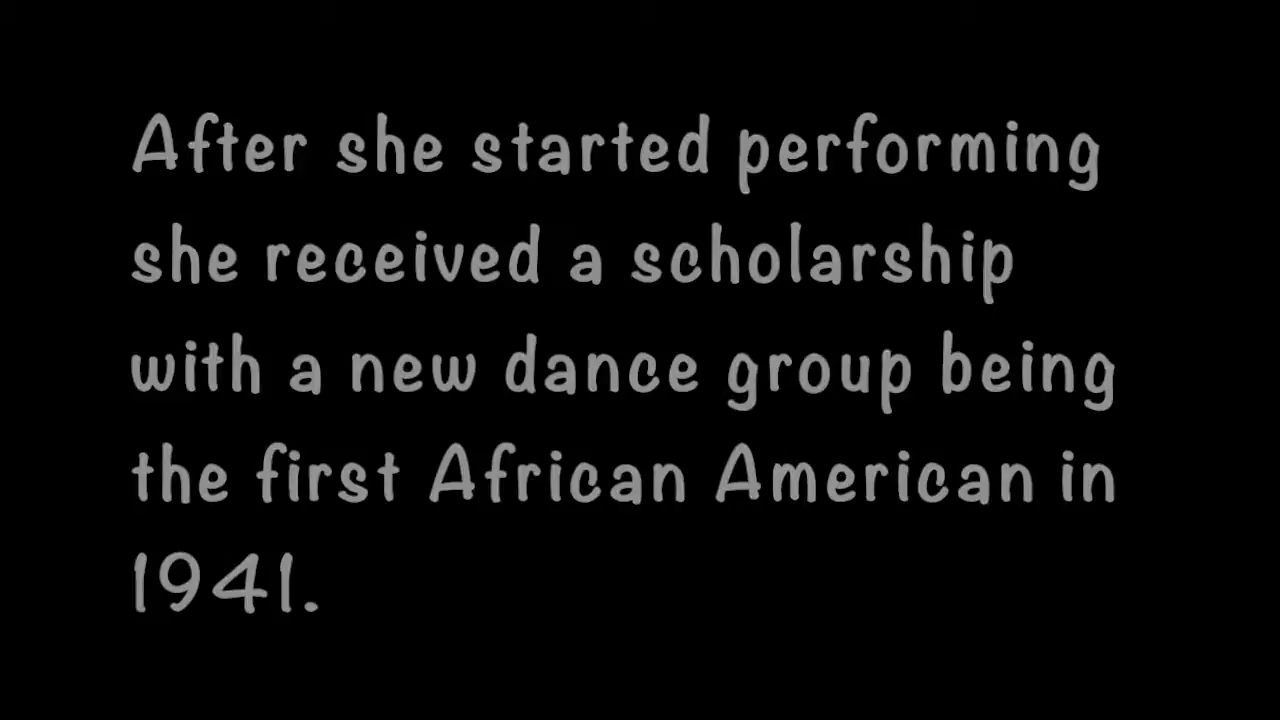 After she started performing
she received a scholarship
with a new dance group being
the first African American in
1941.